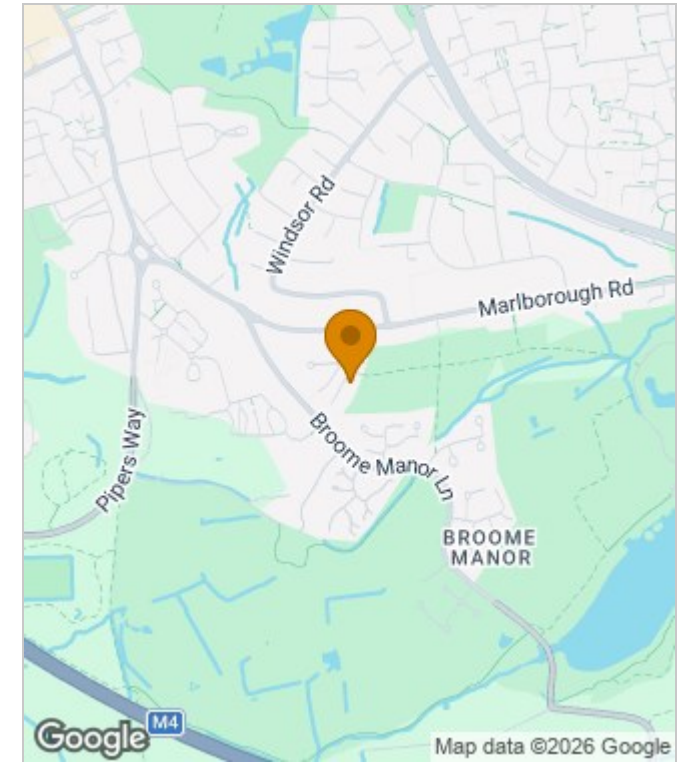 Windsor Rd
Marlborough Rd
Pipers Way
Broome Manor Ln
BROOME
MANOR
M4
Google
Map data ©2026 Google